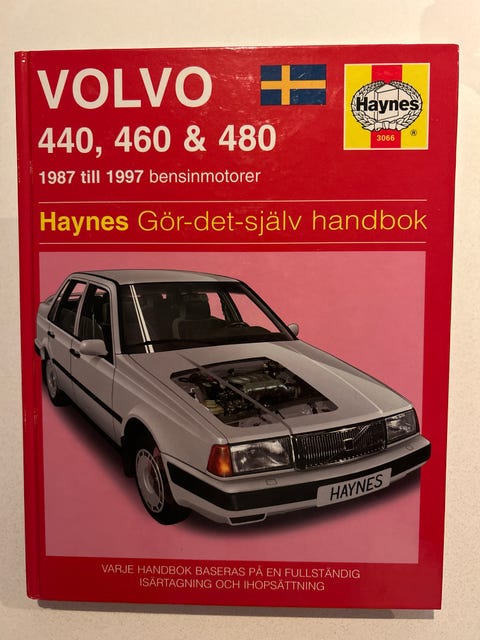 VOLVO
440, 460 & 480
1987 till 1997 bensinmotorer
Haynes
3066
®
Haynes Gör-det-själv handbok
HAYNES
VARJE HANDBOK BASERAS PÅ EN FULLSTÄNDIG
ISÄRTAGNING OCH IHOPSÄTTNING